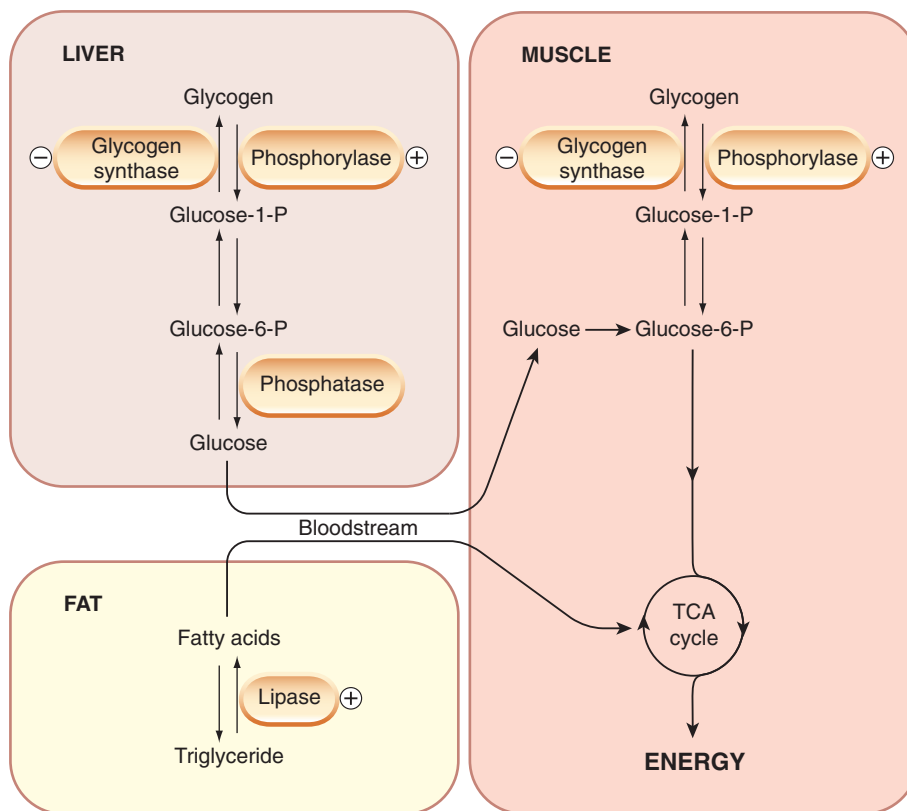 LIVER
Glycogen
−
Glycogen
synthase
Phosphorylase
+
Glucose-1-P
Glucose-6-P
Phosphatase
Glucose
Bloodstream
FAT
Fatty acids
Lipase
+
Triglyceride
MUSCLE
Glycogen
−
Glycogen
synthase
Phosphorylase
+
Glucose-1-P
Glucose
Glucose-6-P
TCA
cycle
ENERGY